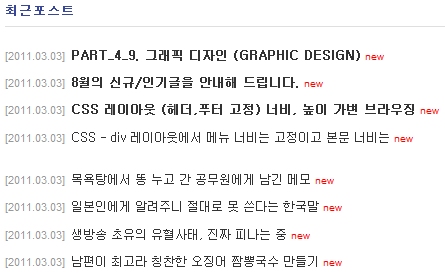 최근포스트
[2011.03.03] PART_4_9. 그래픽 디자인 (GRAPHIC DESIGN) new
[2011.03.03] 8월의 신규/인기글을 안내해 드립니다. new
[2011.03.03] CSS 레이아웃 (헤더,푸터 고정) 너비, 높이 가변 브라우징 new
[2011.03.03] CSS - div 레이아웃에서 메뉴 너비는 고정이고 본문 너비는 new
[2011.03.03] 목욕탕에서 똥 누고 간 공무원에게 남긴 메모 new
[2011.03.03] 일본인에게 알려주니 절대로 못 쓴다는 한국말 new
[2011.03.03] 생방송 초유의 유혈사태, 진짜 피나는 중 new
[2011.03.03] 남편이 최고라 칭찬한 오징어 짬뽕국수 만들기 new